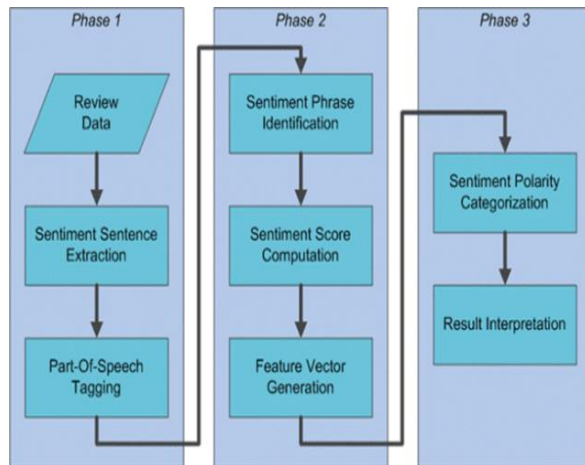 Phase 1
Review
Data
Sentiment Sentence
Extraction
Part-Of-Speech
Tagging
Phase 2
Sentiment Phrase
Identification
Sentiment Score
Computation
Feature Vector
Generation
Phase 3
Sentiment Polarity
Categorization
Result Interpretation